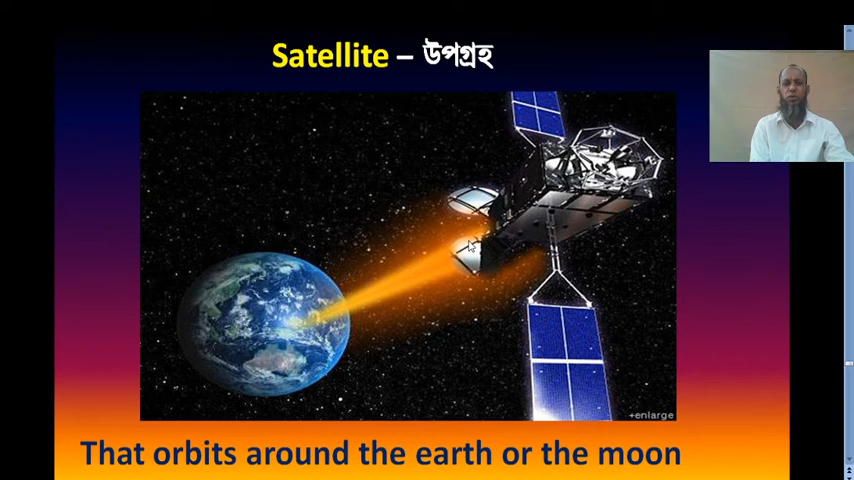 Satellite – উপগ্রহ
+enlarge
That orbits around the earth or the moon